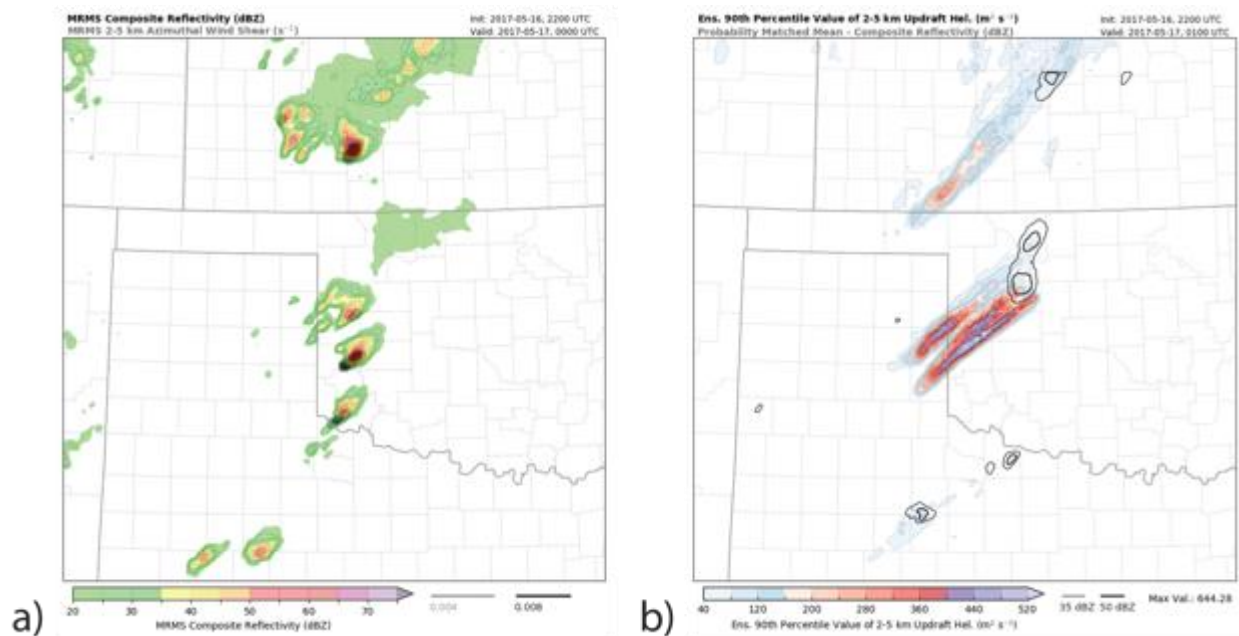 MRMS Composite Reflectivity (dBZ) Init: 2017-05-16, 2200 UTC
MRMS 2-5 km Azimuthal Wind Shear (s⁻¹) Valid: 2017-05-17, 0000 UTC
20 30 40 50 60 70 0.004 0.008
MRMS Composite Reflectivity (dBZ)
a)
Ens. 90th Percentile Value of 2-5 km Updraft Hel. (m² s⁻²) Init: 2017-05-16, 2200 UTC
Probability Matched Mean - Composite Reflectivity (dBZ) Valid: 2017-05-17, 0100 UTC
40 120 200 280 360 440 520 35 dBZ 50 dBZ Max Val.: 644.28
Ens. 90th Percentile Value of 2-5 km Updraft Hel. (m² s⁻²)
b)